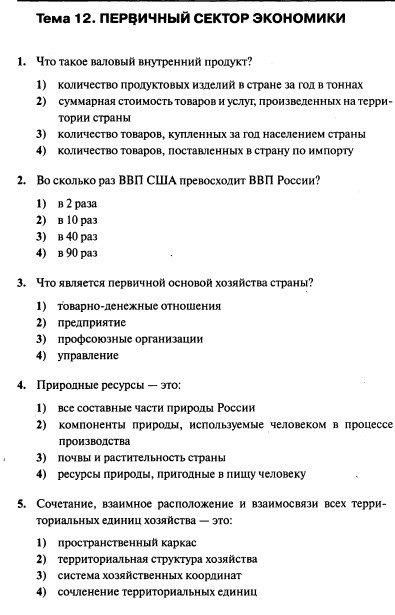 Тема 12. ПЕРВИЧНЫЙ СЕКТОР ЭКОНОМИКИ
1. Что такое валовый внутренний продукт?
1) количество продуктовых изделий в стране за год в тоннах
2) суммарная стоимость товаров и услуг, произведенных на терри-
тории страны
3) количество товаров, купленных за год населением страны
4) количество товаров, поставленных в страну по импорту
2. Во сколько раз ВВП США превосходит ВВП России?
1) в 2 раза
2) в 10 раз
3) в 40 раз
4) в 90 раз
3. Что является первичной основой хозяйства страны?
1) товарно-денежные отношения
2) предприятие
3) профсоюзные организации
4) управление
4. Природные ресурсы — это:
1) все составные части природы России
2) компоненты природы, используемые человеком в процессе
производства
3) почвы и растительность страны
4) ресурсы природы, пригодные в пищу человеку
5. Сочетание, взаимное расположение и взаимосвязи всех терри-
ториальных единиц хозяйства — это:
1) пространственный каркас
2) территориальная структура хозяйства
3) система хозяйственных координат
4) сочленение территориальных единиц